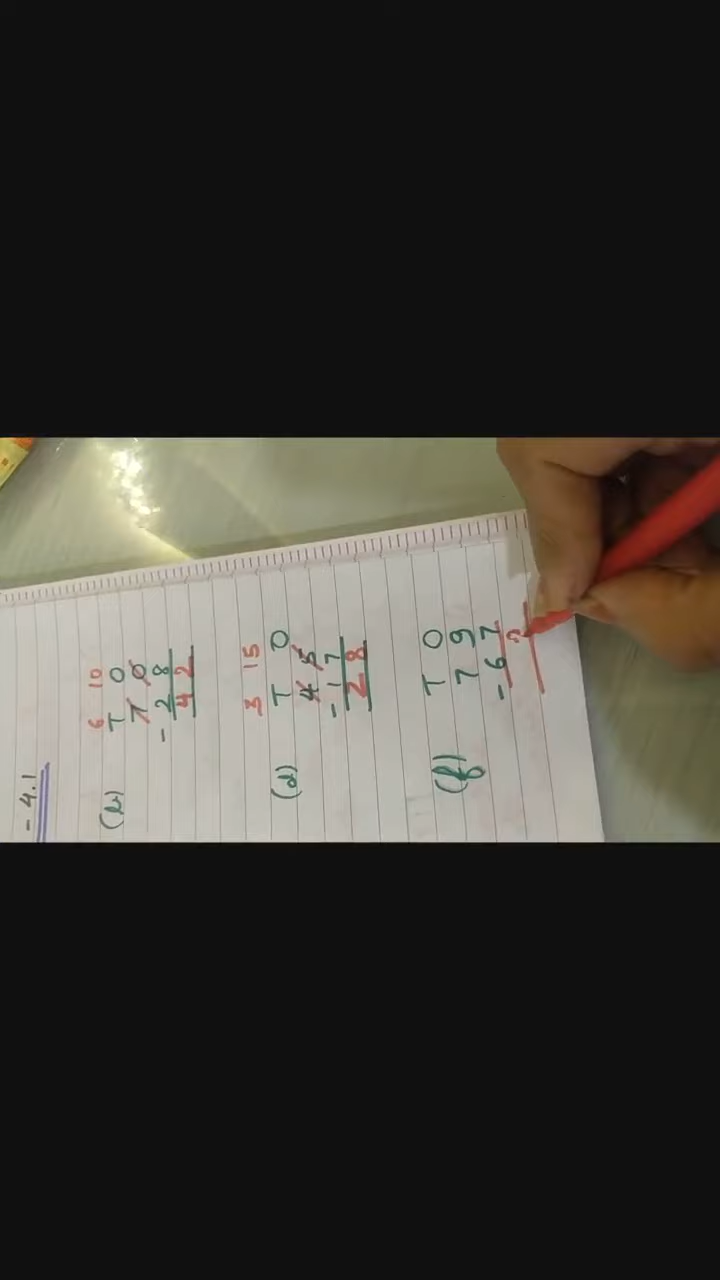 - 4.1
(b)
6 10
T O
7 0
- 2 8
4 2
(d)
3 15
T O
4 5
- 1 7
2 8
(f)
T O
7 9
- 6 7